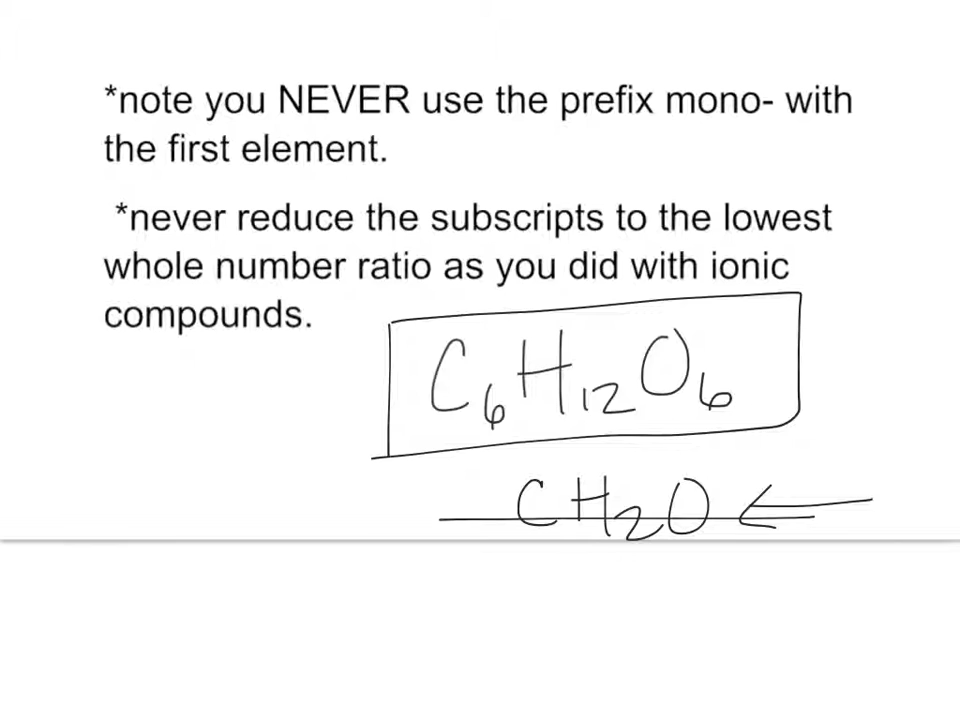 *note you NEVER use the prefix mono- with
the first element.
*never reduce the subscripts to the lowest
whole number ratio as you did with ionic
compounds.
C₆H₁₂O₆
CH₂O